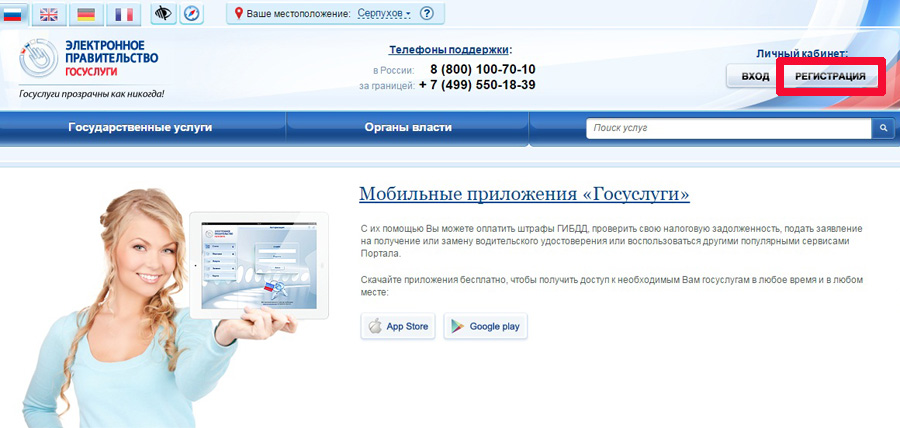 Ваше местоположение: Серпухов
ЭЛЕКТРОННОЕ
ПРАВИТЕЛЬСТВО
ГОСУСЛУГИ
Госуслуги прозрачны как никогда!
Телефоны поддержки:
в России: 8 (800) 100-70-10
за границей: + 7 (499) 550-18-39
Личный кабинет:
ВХОД РЕГИСТРАЦИЯ
Государственные услуги Органы власти Поиск услуг
Мобильные приложения «Госуслуги»
С их помощью Вы можете оплатить штрафы ГИБДД, проверить свою налоговую задолженность, подать заявление
на получение или замену водительского удостоверения или воспользоваться другими популярными сервисами
Портала.
Скачайте приложения бесплатно, чтобы получить доступ к необходимым Вам госуслугам в любое время и в любом
месте:
App Store Google play